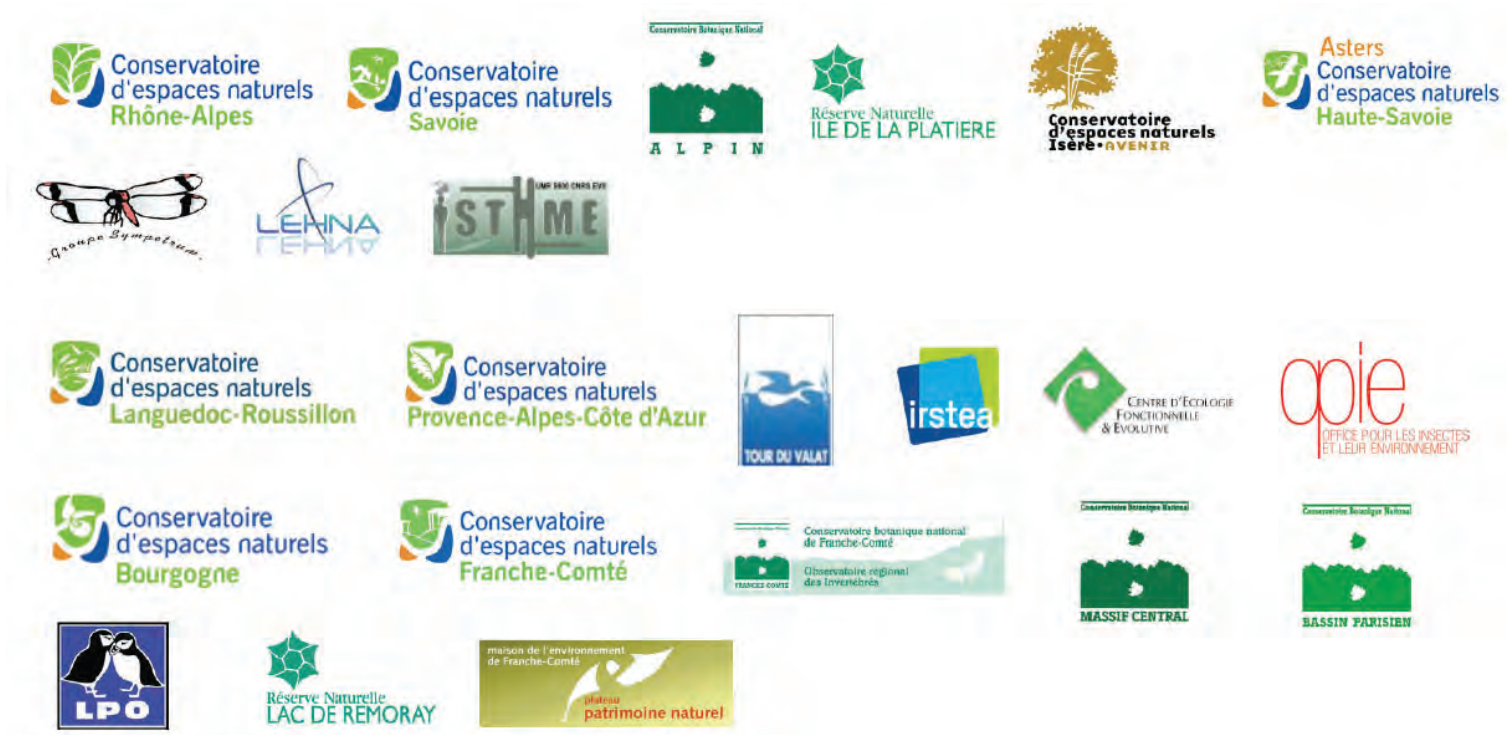 Conservatoire
d'espaces naturels
Rhône-Alpes
Conservatoire
d'espaces naturels
Savoie
Conservatoire Botanique National
ALPIN
Réserve Naturelle
ILE DE LA PLATIERE
Conservatoire
d'espaces naturels
Isère•AVENIR
Asters
Conservatoire
d'espaces naturels
Haute-Savoie
Groupe Sympetrum
LEHNA
UMR 5600 CNRS EVS
ISTHME
Conservatoire
d'espaces naturels
Languedoc-Roussillon
Conservatoire
d'espaces naturels
Provence-Alpes-Côte d'Azur
TOUR DU VALAT
irstea
CENTRE D'ECOLOGIE
FONCTIONNELLE
& EVOLUTIVE
opie
OFFICE POUR LES INSECTES
ET LEUR ENVIRONNEMENT
Conservatoire
d'espaces naturels
Bourgogne
Conservatoire
d'espaces naturels
Franche-Comté
FRANCHE-COMTÉ
Conservatoire botanique national
de Franche-Comté
Observatoire régional
des Invertébrés
Conservatoire Botanique National
MASSIF CENTRAL
Conservatoire Botanique National
BASSIN PARISIEN
LPO
Réserve Naturelle
LAC DE REMORAY
maison de l'environnement
de Franche-Comté
plateau
patrimoine naturel